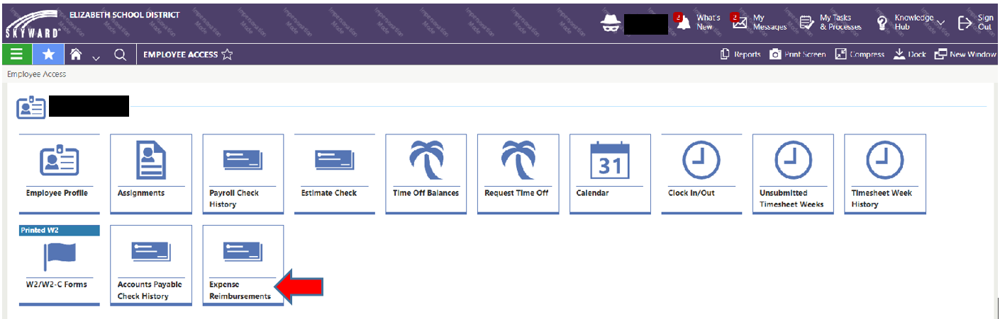 ELIZABETH SCHOOL DISTRICT
SKYWARD
2
What's
New
2
My
Messages
My Tasks
& Processes
Knowledge
Hub
Sign
Out
EMPLOYEE ACCESS
Reports
Print Screen
Compress
Dock
New Window
Employee Access
31
Employee Profile
Assignments
Payroll Check
History
Estimate Check
Time Off Balances
Request Time Off
Calendar
Clock In/Out
Unsubmitted
Timesheet Weeks
Timesheet Week
History
Printed W2
W2/W2-C Forms
Accounts Payable
Check History
Expense
Reimbursements